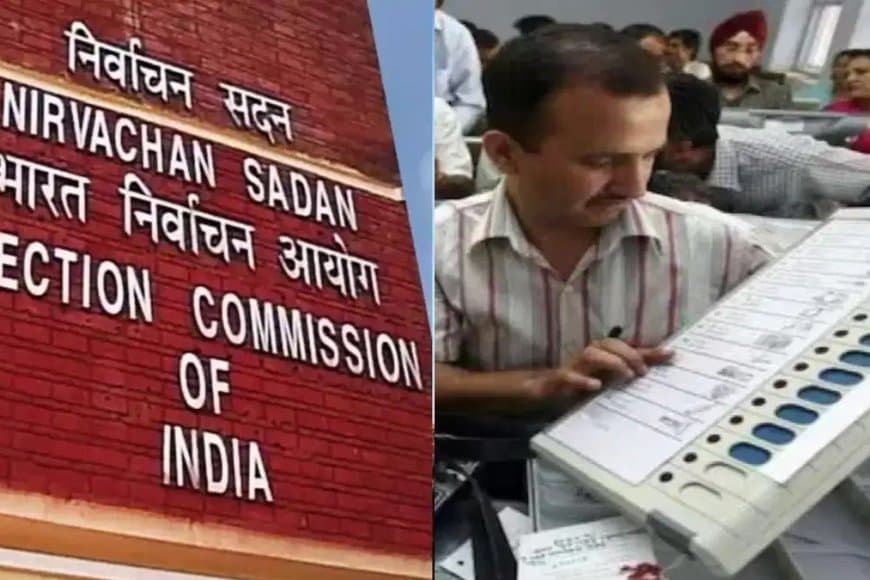 निर्वाचन सदन
NIRVACHAN SADAN
भारत निर्वाचन आयोग
ECTION COMMISSION
OF
INDIA